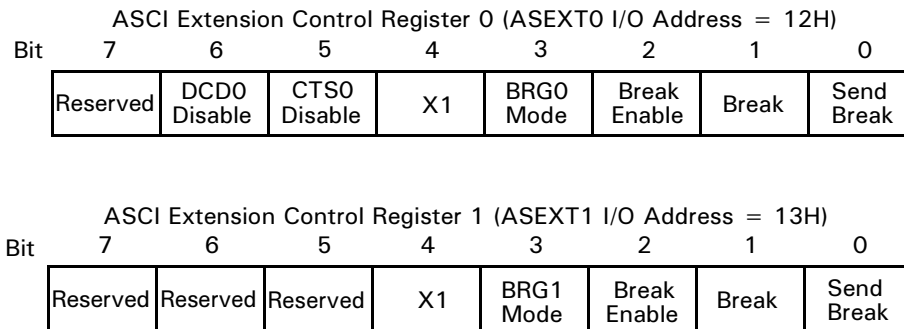 ASCI Extension Control Register 0 (ASEXT0 I/O Address = 12H)
Bit 7 6 5 4 3 2 1 0
Reserved DCD0 Disable CTS0 Disable X1 BRG0 Mode Break Enable Break Send Break
ASCI Extension Control Register 1 (ASEXT1 I/O Address = 13H)
Bit 7 6 5 4 3 2 1 0
Reserved Reserved Reserved X1 BRG1 Mode Break Enable Break Send Break